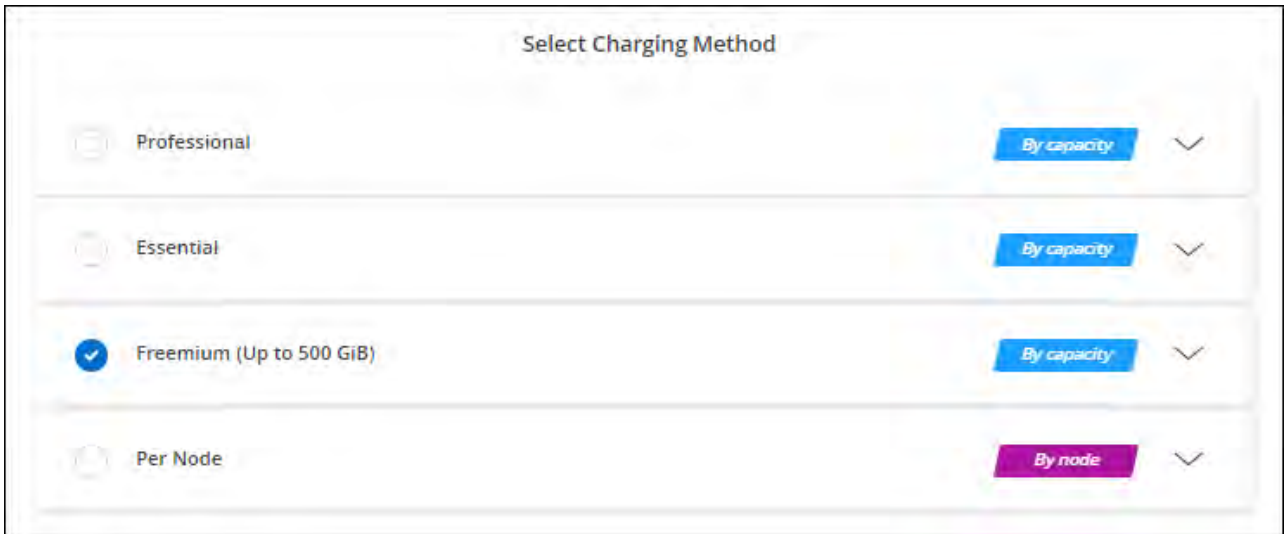 Select Charging Method
Professional By capacity
Essential By capacity
Freemium (Up to 500 GiB) By capacity
Per Node By node